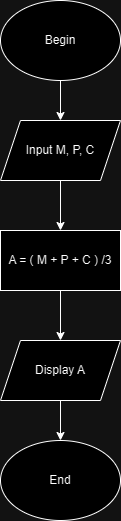 Begin
Input M, P, C
A = ( M + P + C ) /3
Display A
End